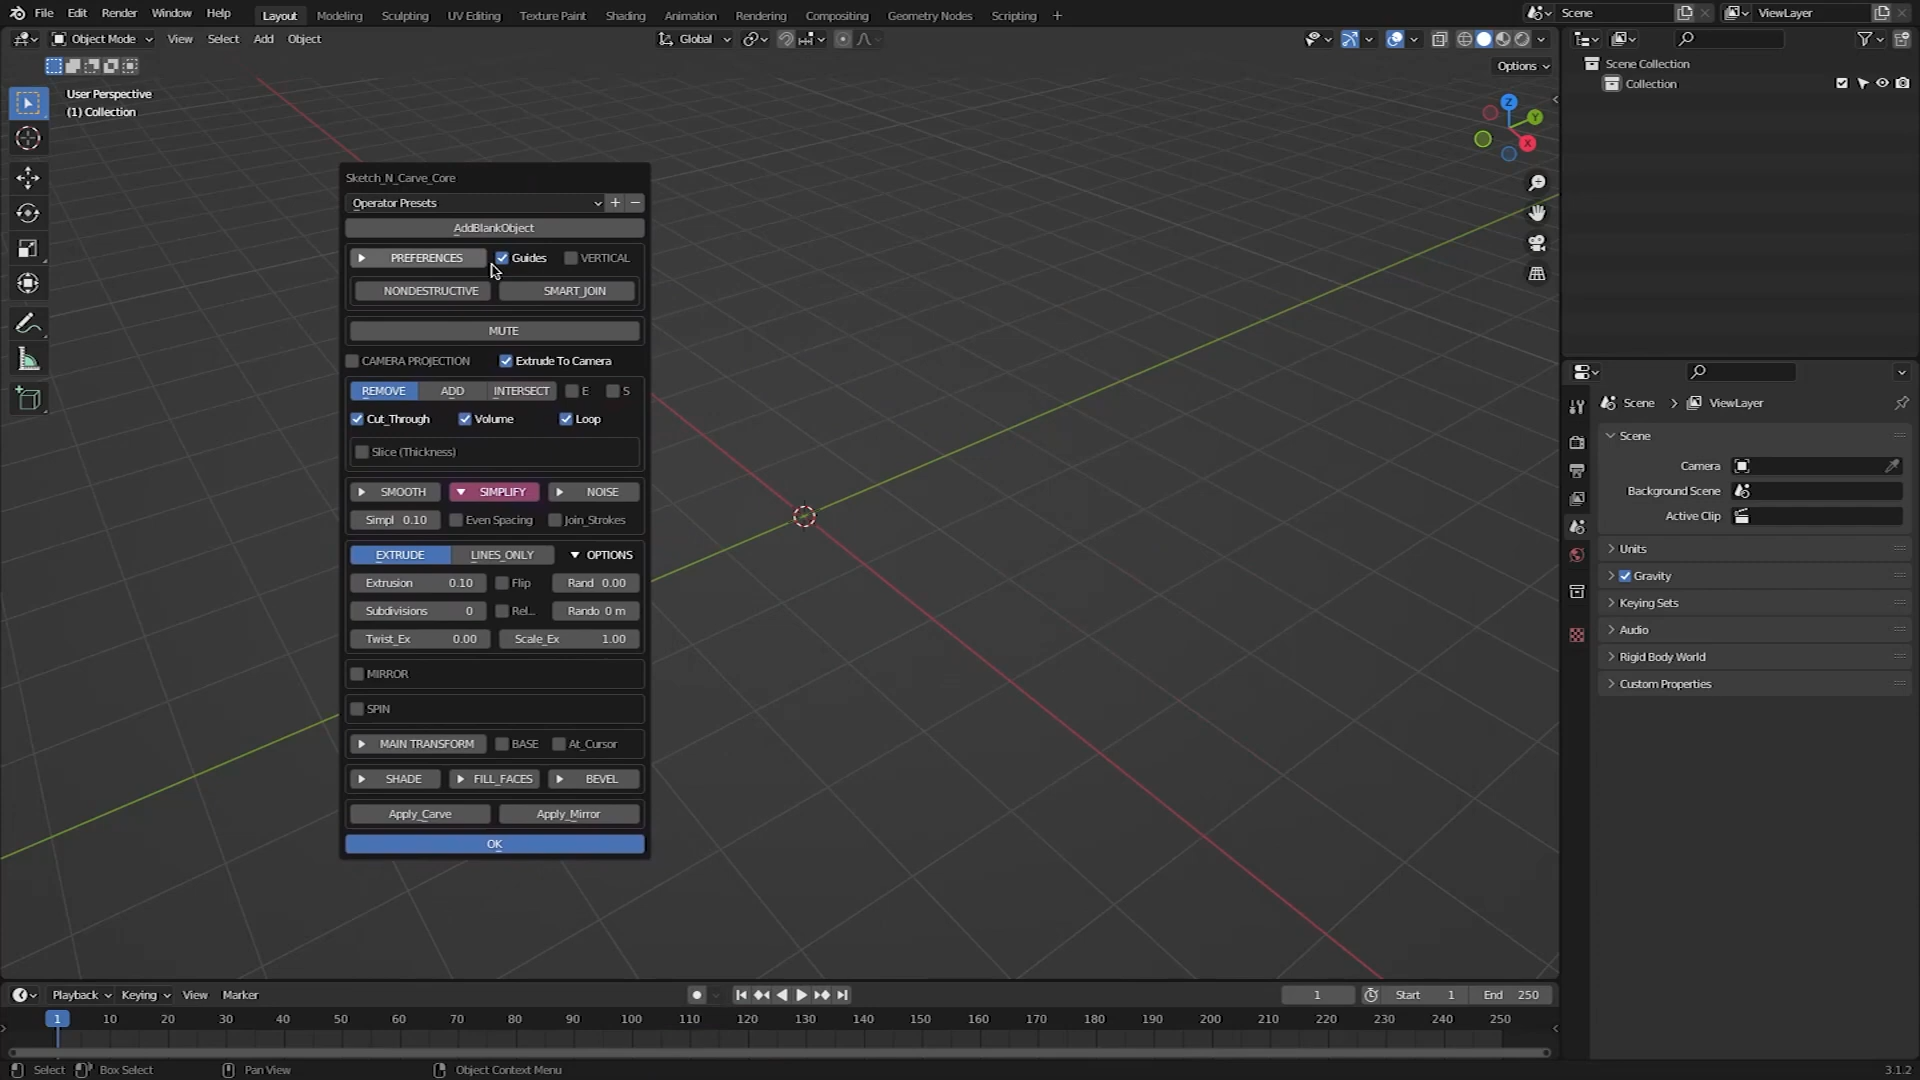 File Edit Render Window Help Layout Modeling Sculpting UV Editing Texture Paint Shading Animation Rendering Compositing Geometry Nodes Scripting + Scene ViewLayer
Object Mode View Select Add Object Global
Options
User Perspective
(1) Collection
Z
Y
X
Sketch_N_Carve_Core
Operator Presets + −
AddBlankObject
PREFERENCES Guides VERTICAL
NONDESTRUCTIVE SMART_JOIN
MUTE
CAMERA PROJECTION Extrude To Camera
REMOVE ADD INTERSECT E S
Cut_Through Volume Loop
Slice (Thickness)
SMOOTH SIMPLIFY NOISE
Simpl 0.10 Even Spacing Join_Strokes
EXTRUDE LINES_ONLY OPTIONS
Extrusion 0.10 Flip Rand 0.00
Subdivisions 0 Rel... Rando 0 m
Twist_Ex 0.00 Scale_Ex 1.00
MIRROR
SPIN
MAIN TRANSFORM BASE At_Cursor
SHADE FILL_FACES BEVEL
Apply_Carve Apply_Mirror
OK
Scene Collection
Collection
Scene > ViewLayer
Scene
Camera
Background Scene
Active Clip
Units
Gravity
Keying Sets
Audio
Rigid Body World
Custom Properties
Playback Keying View Marker 1 Start 1 End 250
1 10 20 30 40 50 60 70 80 90 100 110 120 130 140 150 160 170 180 190 200 210 220 230 240 250
Select Box Select Pan View Object Context Menu 3.1.2